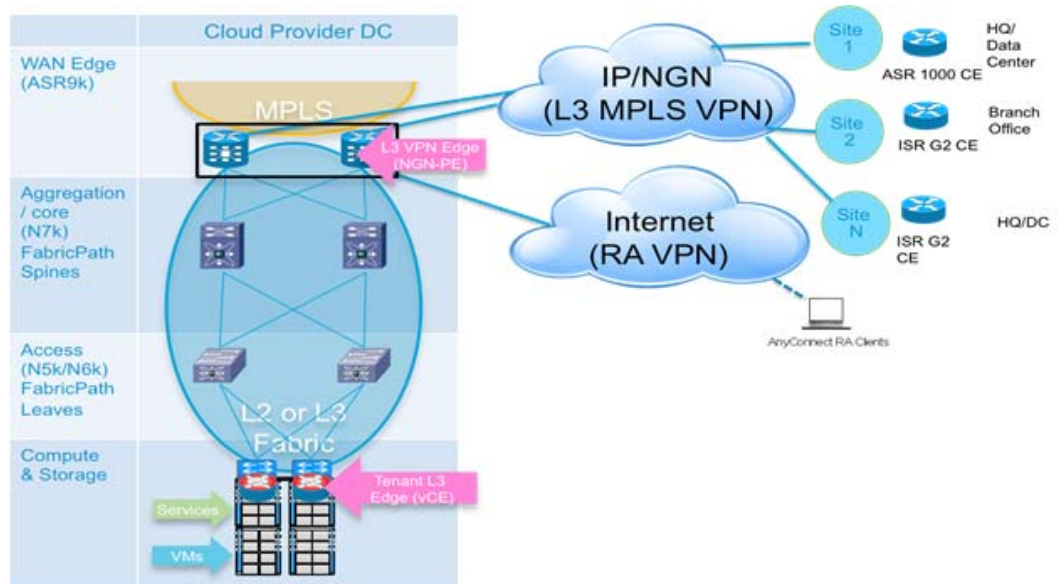 Cloud Provider DC
WAN Edge
(ASR9k)
MPLS
L3 VPN Edge
(NGN-PE)
Aggregation
/ core
(N7k)
FabricPath
Spines
Access
(N5k/N6k)
FabricPath
Leaves
L2 or L3
Fabric
Compute
& Storage
Tenant L3
Edge (vCE)
Services
VMs
IP/NGN
(L3 MPLS VPN)
Internet
(RA VPN)
AnyConnect RA Clients
Site
1
ASR 1000 CE
HQ/
Data
Center
Site
2
ISR G2 CE
Branch
Office
Site
N
ISR G2
CE
HQ/DC